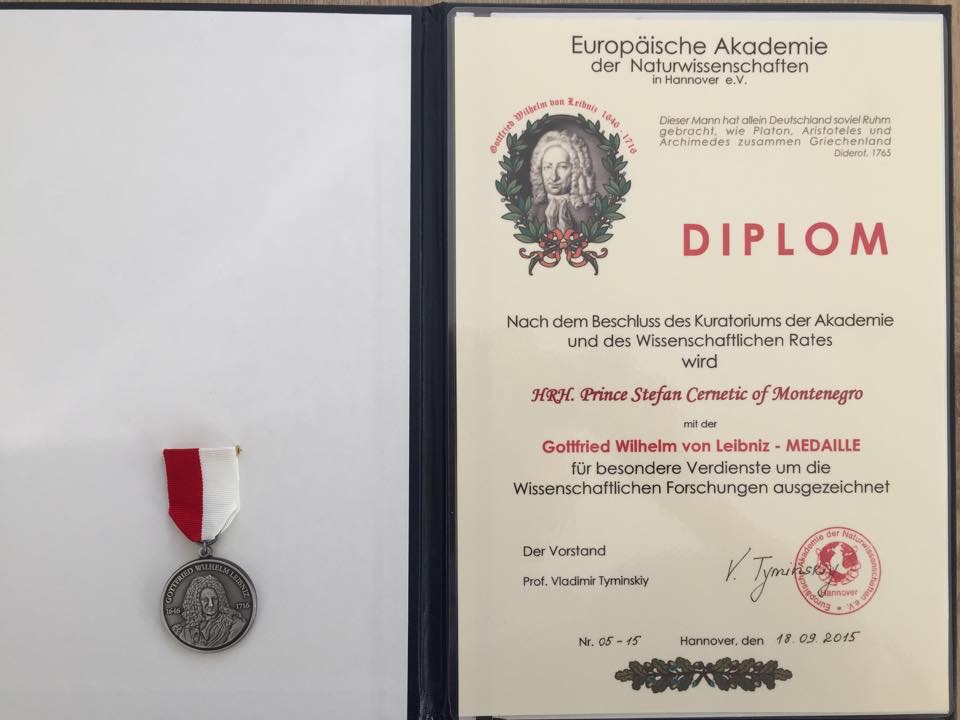 Europäische Akademie
der Naturwissenschaften
in Hannover e.V.
Gottfried Wilhelm von Leibniz 1646 - 1716
Dieser Mann hat allein Deutschland soviel Ruhm
gebracht, wie Platon, Aristoteles und
Archimedes zusammen Griechenland
Diderot, 1765
DIPLOM
Nach dem Beschluss des Kuratoriums der Akademie
und des Wissenschaftlichen Rates
wird
HRH. Prince Stefan Cernetic of Montenegro
mit der
Gottfried Wilhelm von Leibniz - MEDAILLE
für besondere Verdienste um die
Wissenschaftlichen Forschungen ausgezeichnet
Der Vorstand
Prof. Vladimir Tyminskiy
V. Tyminskiy
Europäische Akademie der Naturwissenschaften e.V.
Hannover
Nr. 05-15 Hannover, den 18.09.2015
GOTTFRIED WILHELM LEIBNIZ
1646 1716